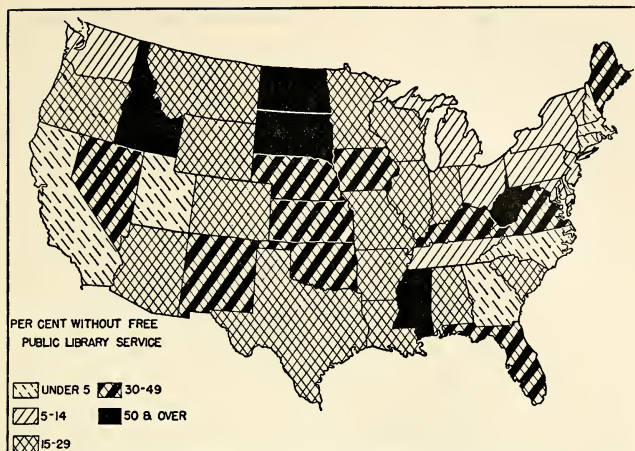 PER CENT WITHOUT FREE
PUBLIC LIBRARY SERVICE
UNDER 5
30-49
5-14
50 & OVER
15-29